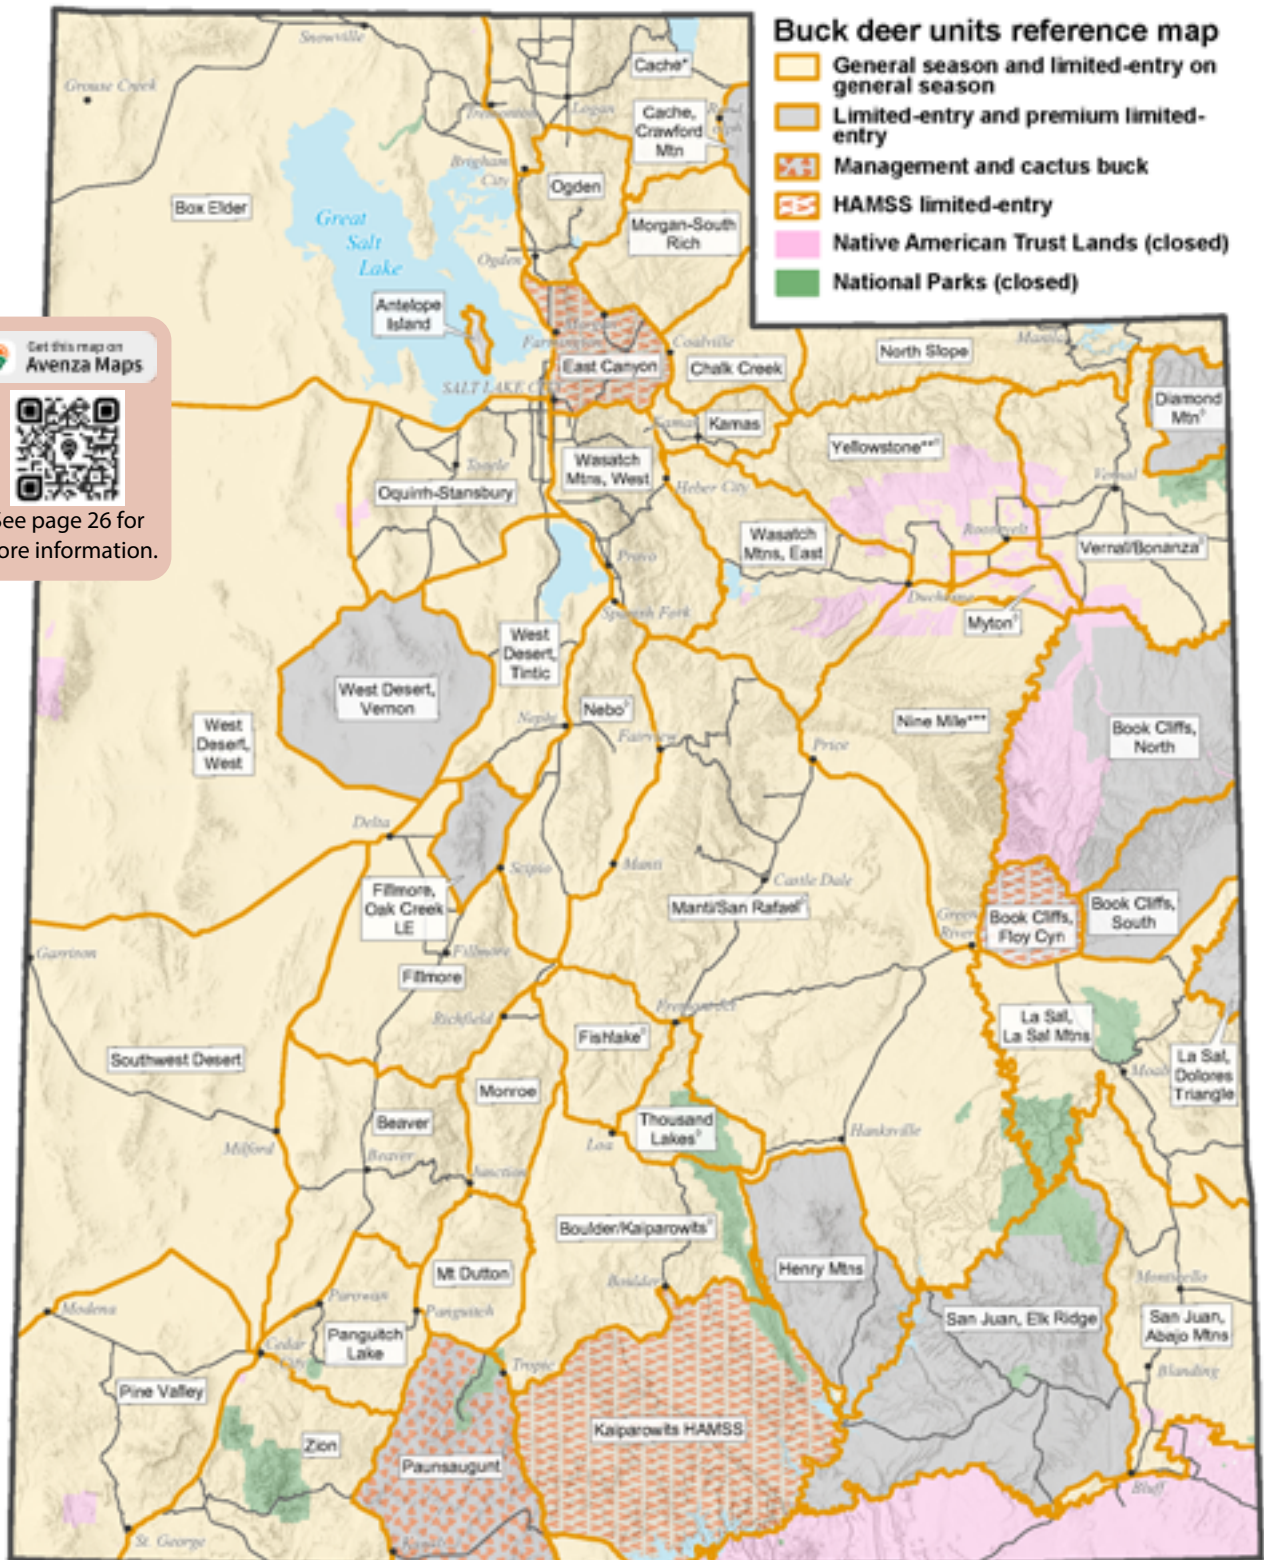 Buck deer units reference map
General season and limited-entry on
general season
Limited-entry and premium limited-
entry
Management and cactus buck
HAMSS limited-entry
Native American Trust Lands (closed)
National Parks (closed)
Snowville
Grouse Creek
Cache*
Tremonton
Logan
Rand
olph
Cache,
Crawford
Mtn
Brigham
City
Ogden
Box Elder
Great
Salt
Lake
Morgan-South
Rich
Ogden
Antelope
Island
Morgan
Farmington
Coalville
East Canyon
Chalk Creek
North Slope
Manila
Get this map on
Avenza Maps
See page 26 for
more information.
SALT LAKE CITY
Diamond
Mtn◊
Kamas
Kamas
Yellowstone**◊
Tooele
Wasatch
Mtns, West
Heber City
Vernal
Oquirrh-Stansbury
Roosevelt
Wasatch
Mtns, East
Vernal/Bonanza◊
Provo
Duchesne
Spanish Fork
Myton◊
West
Desert,
Tintic
West Desert,
Vernon
Nebo◊
Nephi
Fairview
Nine Mile***
West
Desert,
West
Price
Book Cliffs,
North
Delta
Scipio
Manti
Castle Dale
Fillmore,
Oak Creek
LE
Manti/San Rafael◊
Green
River
Book Cliffs,
Floy Cyn
Book Cliffs,
South
Garrison
Fillmore
Fillmore
Richfield
Fremont Jct
Fishlake◊
La Sal,
La Sal Mtns
Southwest Desert
Moab
La Sal,
Dolores
Triangle
Monroe
Beaver
Thousand
Lakes◊
Milford
Loa
Hanksville
Beaver
Junction
Boulder/Kaiparowits◊
Mt Dutton
Henry Mtns
Boulder
Monticello
Modena
Parowan
Panguitch
San Juan, Elk Ridge
San Juan,
Abajo Mtns
Panguitch
Lake
Cedar
City
Tropic
Blanding
Pine Valley
Kaiparowits HAMSS
Zion
Paunsaugunt
Bluff
St. George
Kanab